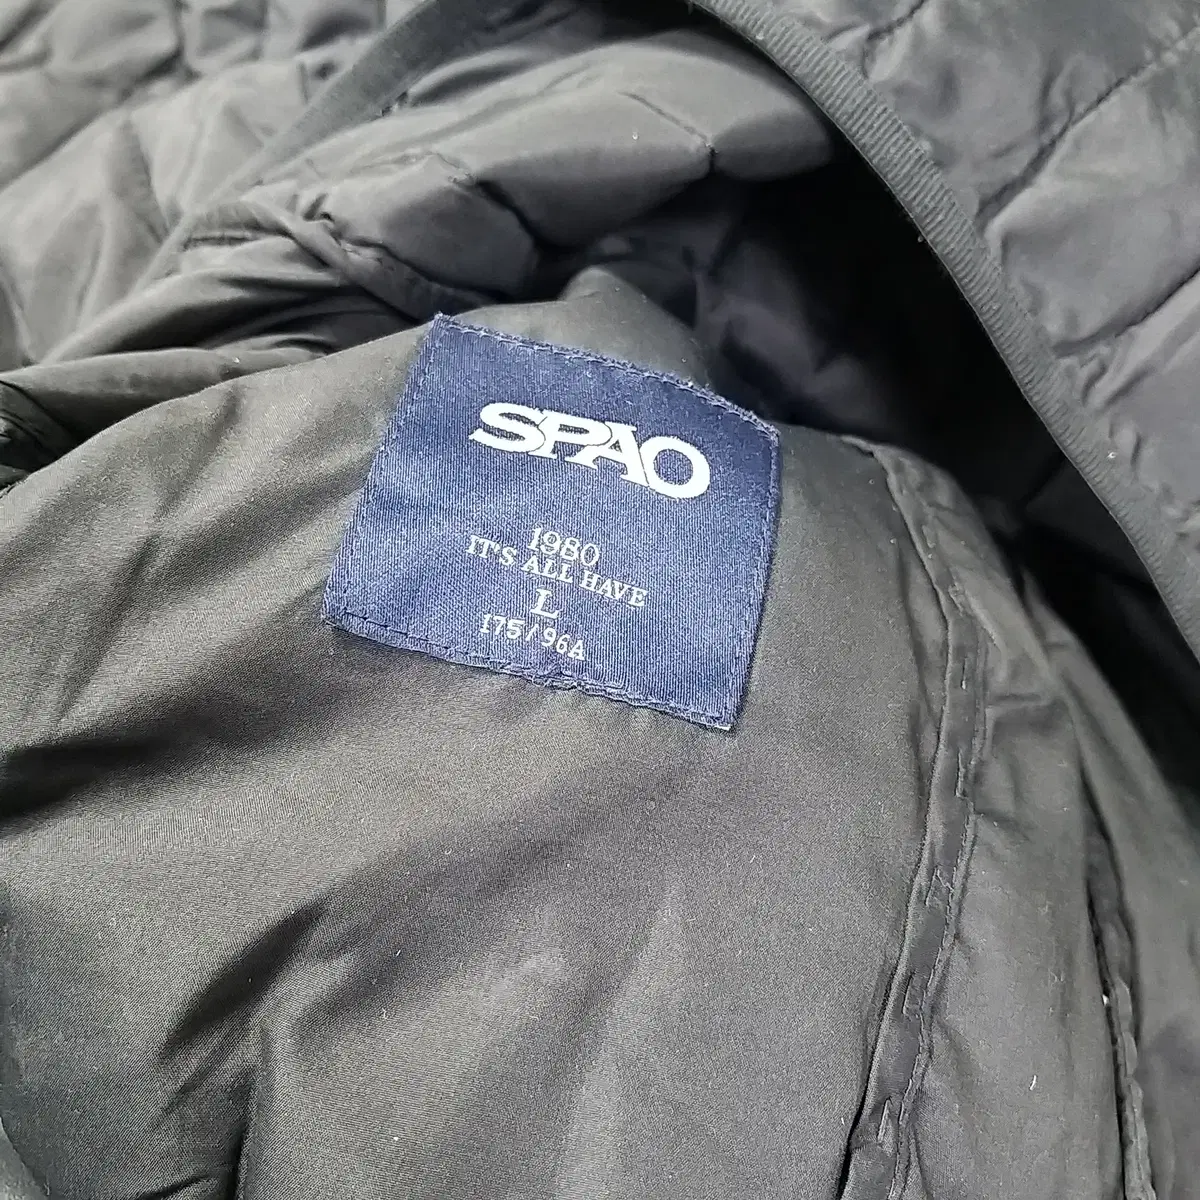 SPAO
1980
IT'S ALL HAVE
L
175/96A